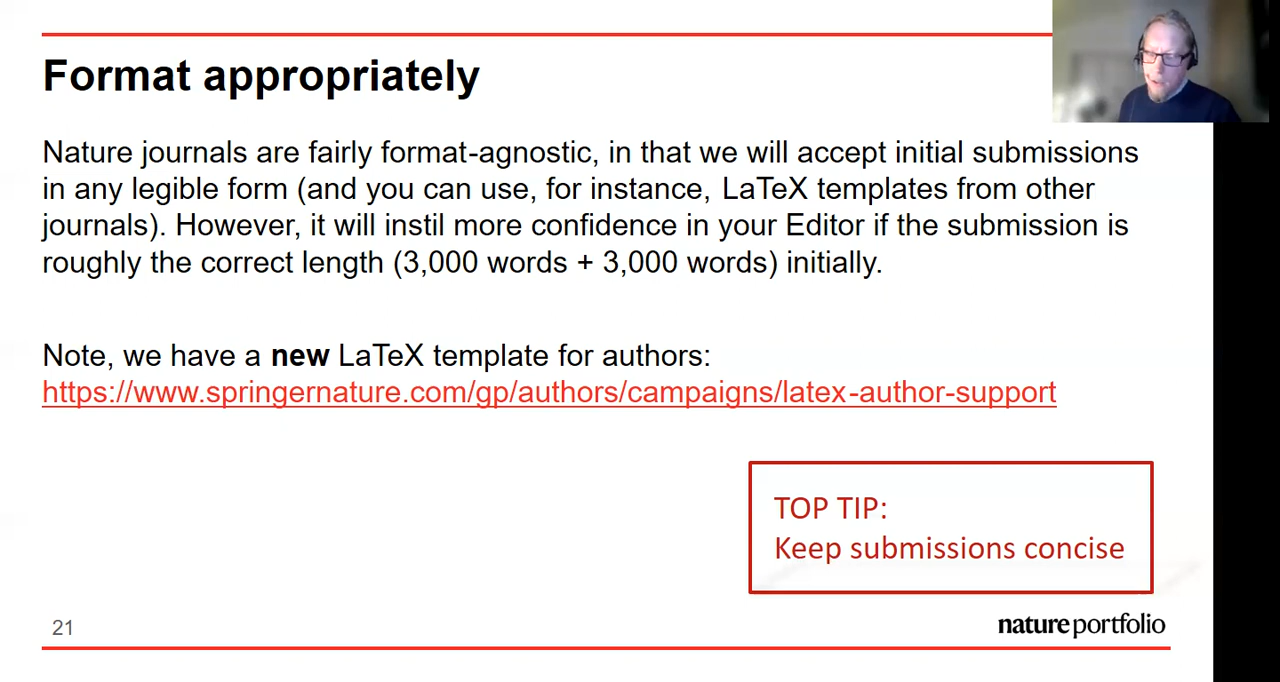 Format appropriately
Nature journals are fairly format-agnostic, in that we will accept initial submissions
in any legible form (and you can use, for instance, LaTeX templates from other
journals). However, it will instil more confidence in your Editor if the submission is
roughly the correct length (3,000 words + 3,000 words) initially.
Note, we have a new LaTeX template for authors:
https://www.springernature.com/gp/authors/campaigns/latex-author-support
TOP TIP:
Keep submissions concise
21
nature portfolio